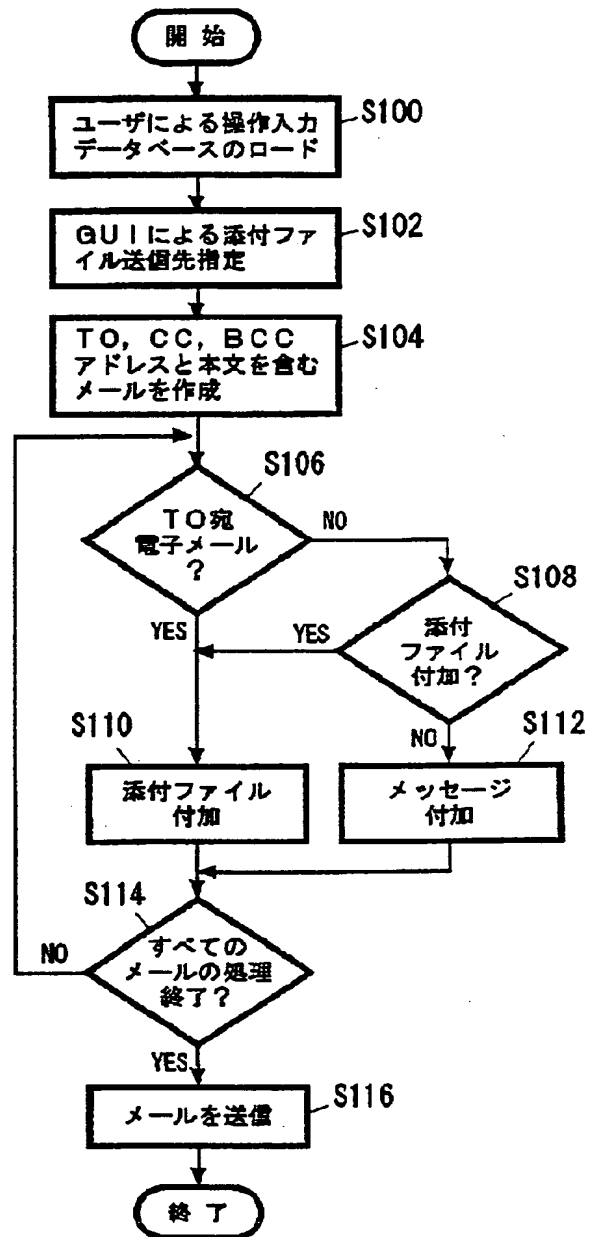 開始
ユーザによる操作入力
データベースのロード
S100
GUIによる添付ファ
イル送信先指定
S102
TO, CC, BCC
アドレスと本文を含む
メールを作成
S104
S106
TO宛
電子メール
?
NO
YES
S108
添付
ファイル
付加?
YES
NO
S110
添付ファイル
付加
S112
メッセージ
付加
S114
すべての
メールの処理
終了?
NO
YES
メールを送信
S116
終了